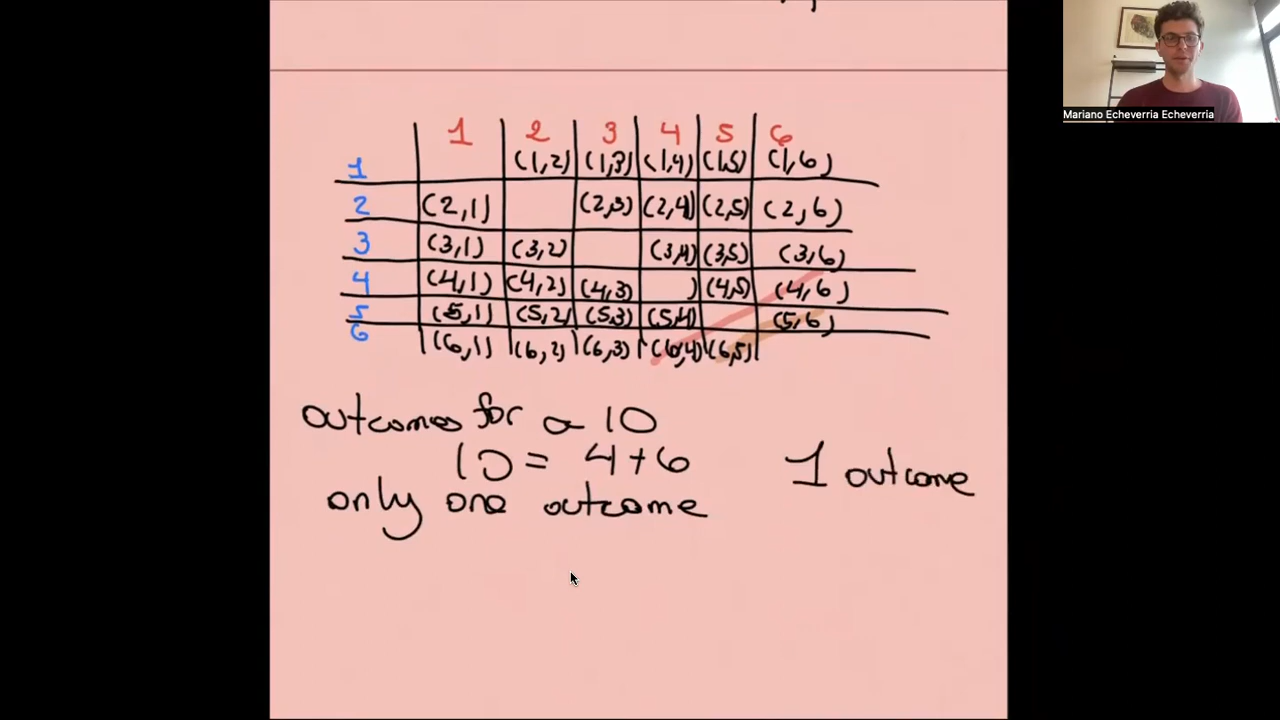 Mariano Echeverria Echeverria
1 2 3 4 5 6
1 (1,2) (1,3) (1,4) (1,5) (1,6)
2 (2,1) (2,3) (2,4) (2,5) (2,6)
3 (3,1) (3,2) (3,4) (3,5) (3,6)
4 (4,1) (4,2) (4,3) ) (4,5) (4,6)
5 (5,1) (5,2) (5,3) (5,4) (5,6)
6 (6,1) (6,2) (6,3) (6,4) (6,5)
outcomes for a 10
10 = 4+6 1 outcome
only one outcome